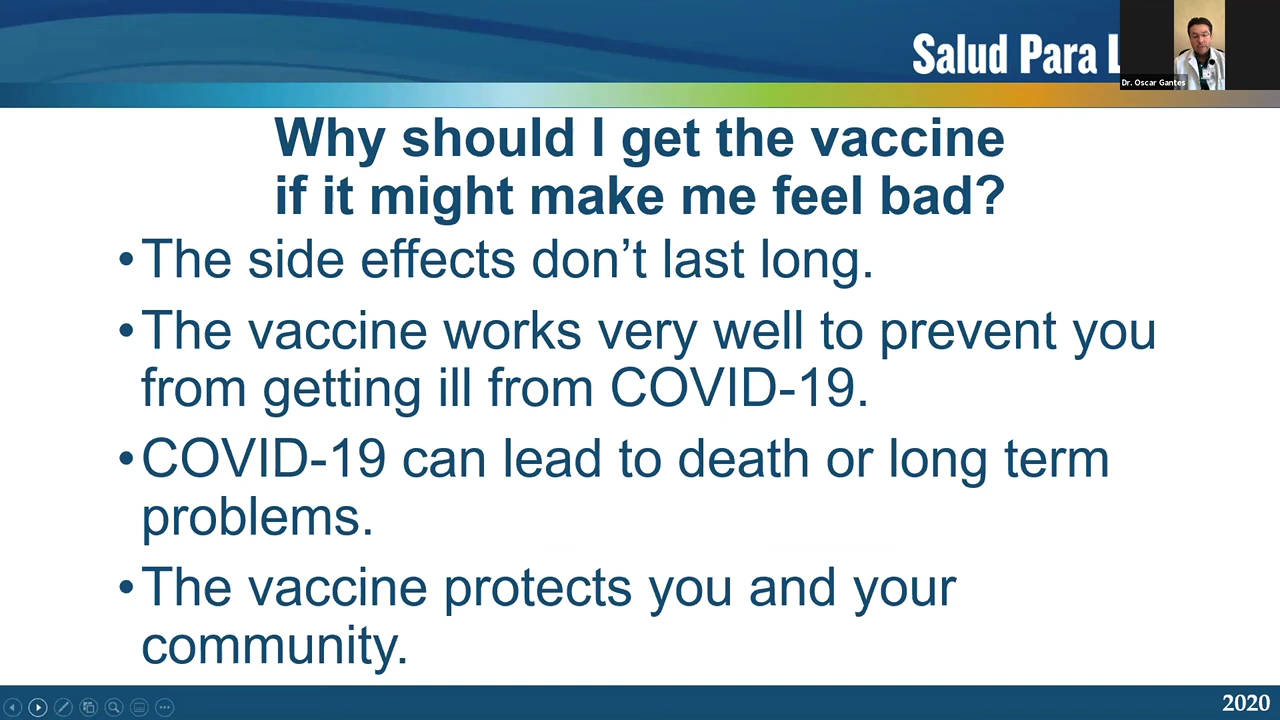 Salud Para L
Dr. Oscar Gantes
Why should I get the vaccine
if it might make me feel bad?
•The side effects don’t last long.
•The vaccine works very well to prevent you
from getting ill from COVID-19.
•COVID-19 can lead to death or long term
problems.
•The vaccine protects you and your
community.
2020